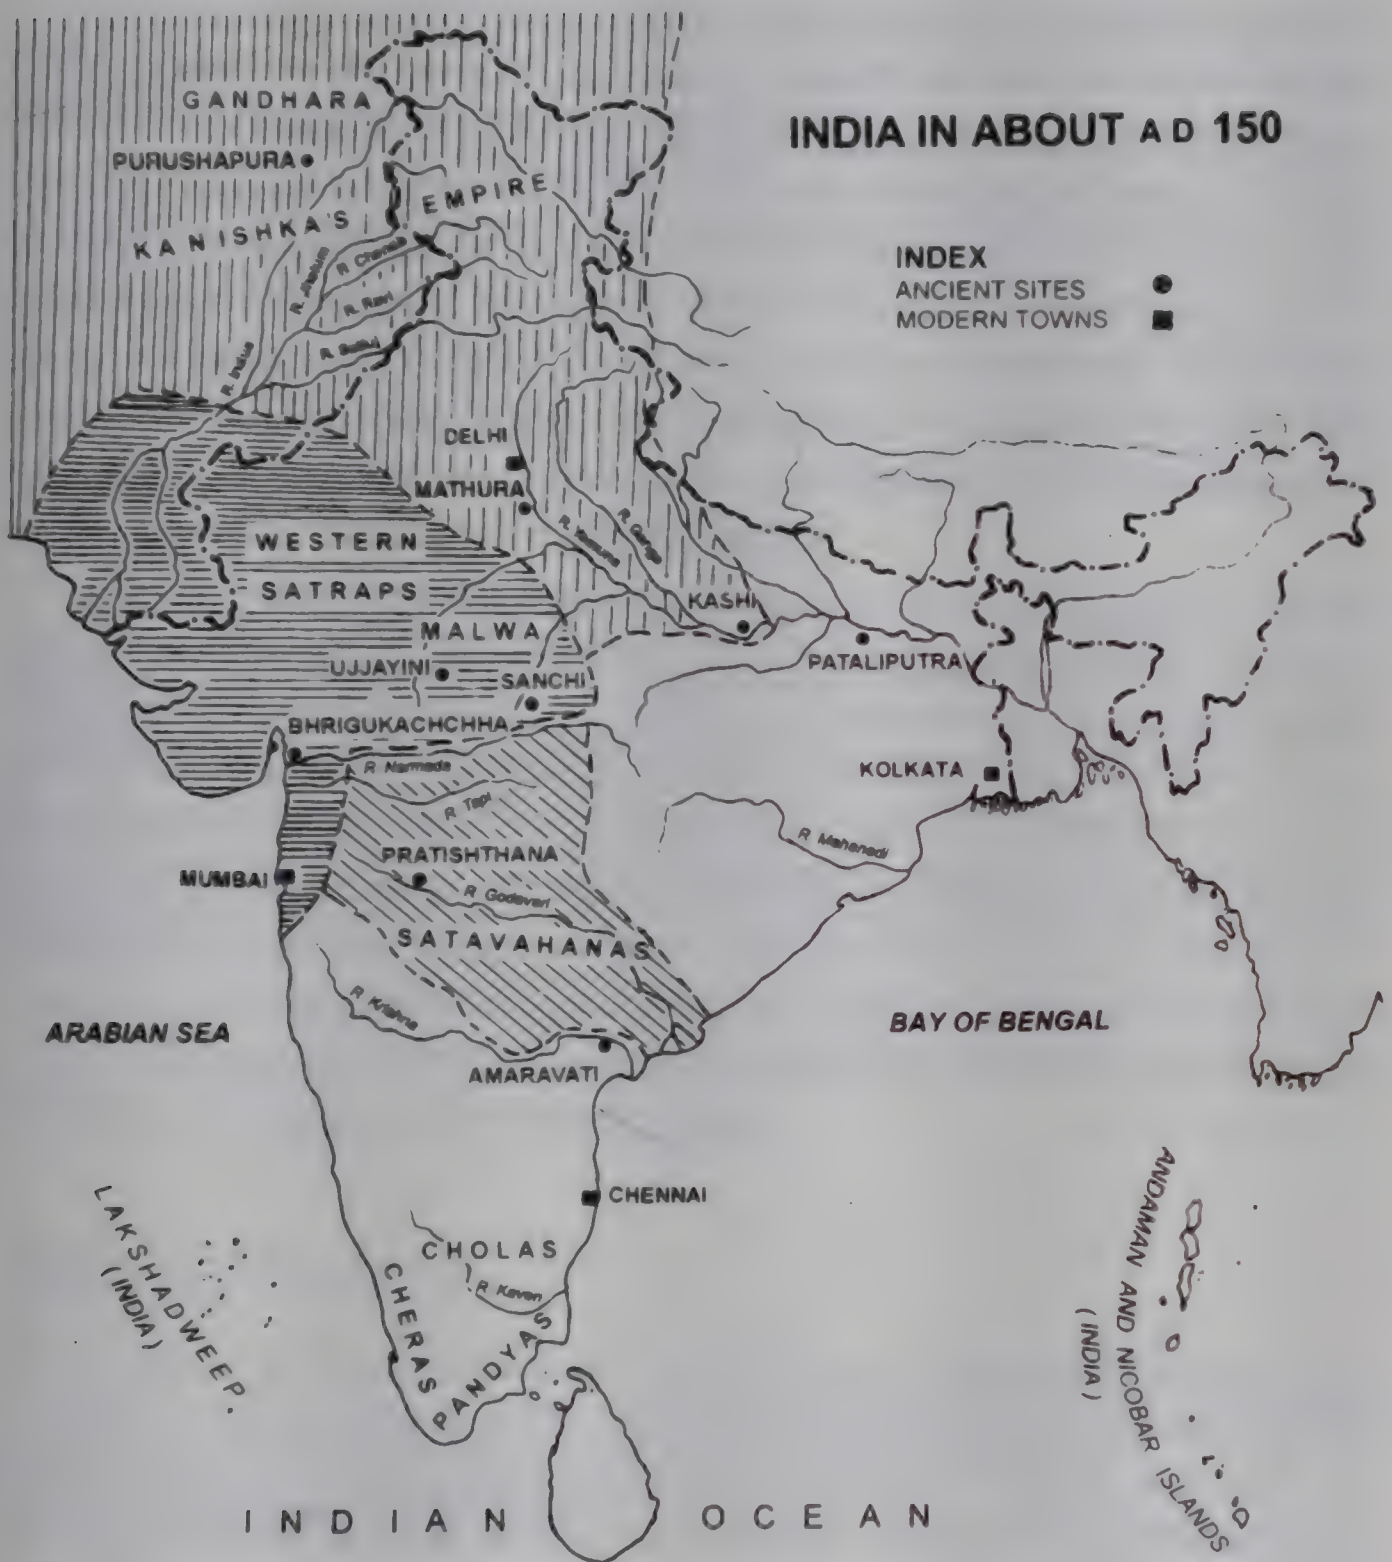 INDIA IN ABOUT A D 150
GANDHARA
PURUSHAPURA
KANISHKA'S EMPIRE
INDEX
ANCIENT SITES
MODERN TOWNS
R. Jhelum
R. Chenab
R. Ravi
R. Sutluj
R. Indus
DELHI
MATHURA
R. Yamuna
R. Ganga
WESTERN
SATRAPS
KASHI
MALWA
PATALIPUTRA
UJJAYINI
SANCHI
BHRIGUKACHCHHA
R. Narmada
KOLKATA
R. Tapi
R. Mahanadi
PRATISHTHANA
MUMBAI
R. Godavari
SATAVAHANAS
R. Krishna
ARABIAN SEA
BAY OF BENGAL
AMARAVATI
CHENNAI
LAKSHADWEEP.
(INDIA)
CHOLAS
R. Kaveri
CHERAS
PANDYAS
ANDAMAN AND NICOBAR ISLANDS
(INDIA)
INDIAN OCEAN